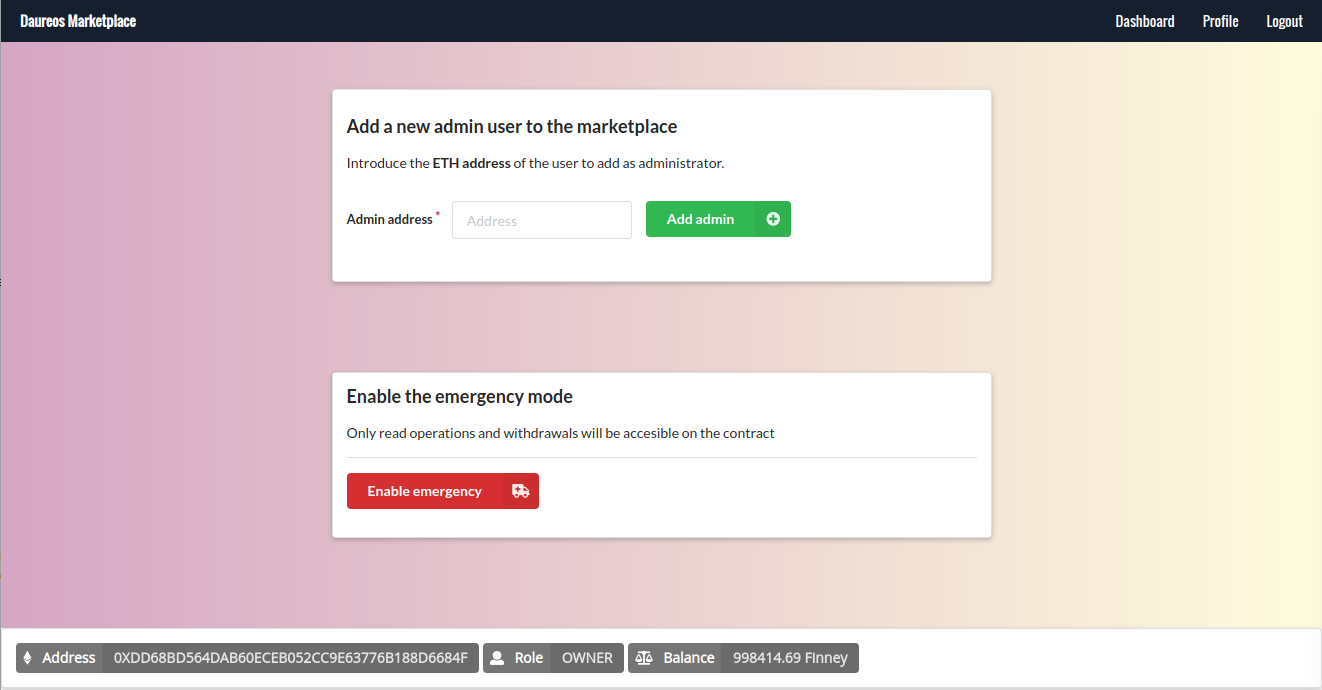 Daureos Marketplace Dashboard Profile Logout
Add a new admin user to the marketplace
Introduce the ETH address of the user to add as administrator.
Admin address * Address Add admin
Enable the emergency mode
Only read operations and withdrawals will be accesible on the contract
Enable emergency
Address 0XDD68BD564DAB60ECEB052CC9E63776B188D6684F Role OWNER Balance 998414.69 Finney